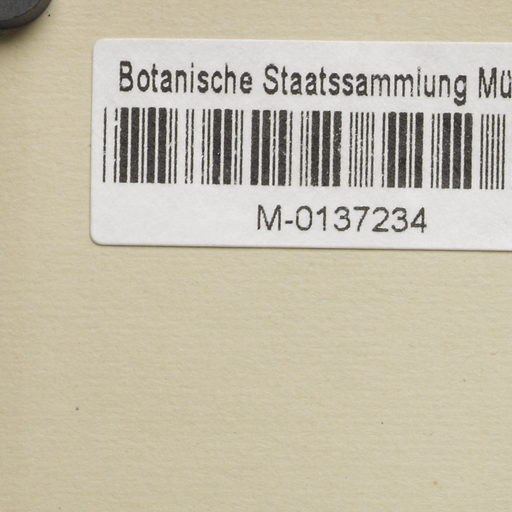 Botanische Staatssammlung Mü
M-0137234